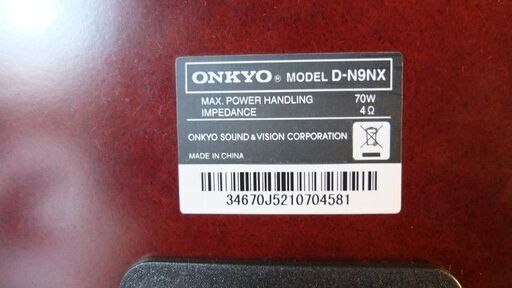 ONKYO® MODEL D-N9NX
MAX. POWER HANDLING 70W
IMPEDANCE 4Ω
ONKYO SOUND & VISION CORPORATION
MADE IN CHINA
34670J5210704581